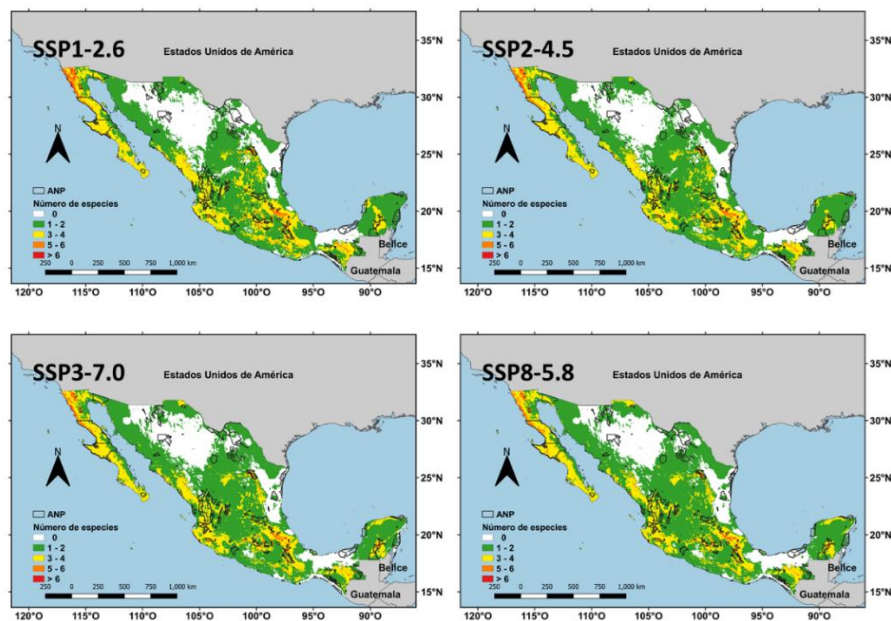 SSP1-2.6
Estados Unidos de América
35°N
30°N
25°N
20°N
15°N
N
ANP
Número de especies
0
1 - 2
3 - 4
5 - 6
> 6
250 0 250 500 750 1,000 km
Belice
Guatemala
120°O 115°O 110°O 105°O 100°O 95°O 90°O
SSP2-4.5
Estados Unidos de América
35°N
30°N
25°N
20°N
15°N
N
ANP
Número de especies
0
1 - 2
3 - 4
5 - 6
> 6
250 0 250 500 750 1,000 km
Belice
Guatemala
120°O 115°O 110°O 105°O 100°O 95°O 90°O
SSP3-7.0
Estados Unidos de América
35°N
30°N
25°N
20°N
15°N
N
ANP
Número de especies
0
1 - 2
3 - 4
5 - 6
> 6
250 0 250 500 750 1,000 km
Belice
Guatemala
120°O 115°O 110°O 105°O 100°O 95°O 90°O
SSP8-5.8
Estados Unidos de América
35°N
30°N
25°N
20°N
15°N
N
ANP
Número de especies
0
1 - 2
3 - 4
5 - 6
> 6
250 0 250 500 750 1,000 km
Belice
Guatemala
120°O 115°O 110°O 105°O 100°O 95°O 90°O